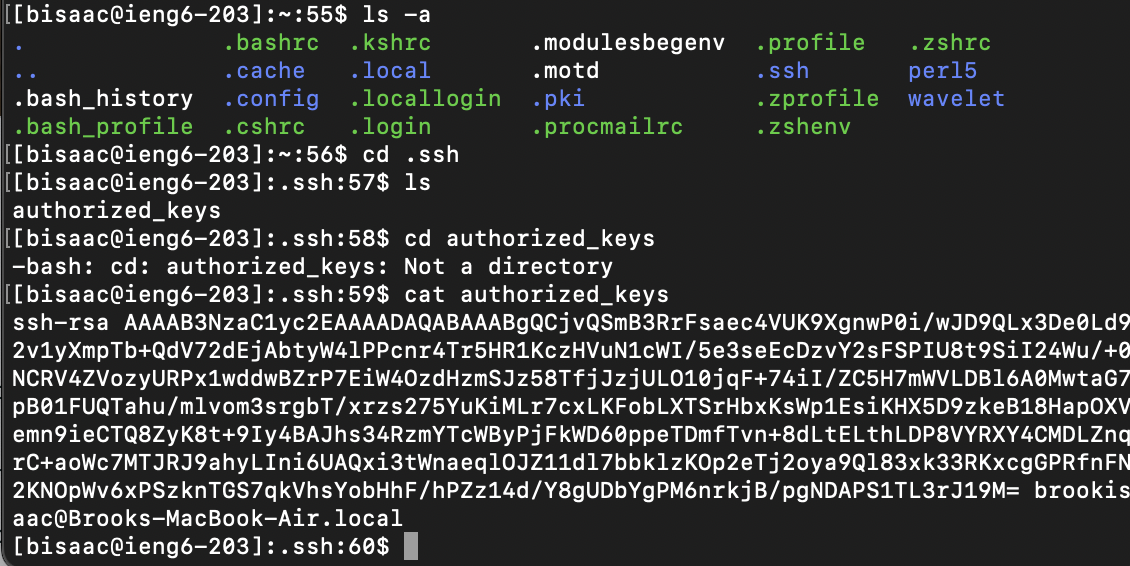 [[bisaac@ieng6-203]:~:55$ ls -a
. .bashrc .kshrc .modulesbegenv .profile .zshrc
.. .cache .local .motd .ssh perl5
.bash_history .config .locallogin .pki .zprofile wavelet
.bash_profile .cshrc .login .procmailrc .zshenv
[[bisaac@ieng6-203]:~:56$ cd .ssh
[[bisaac@ieng6-203]:.ssh:57$ ls
authorized_keys
[[bisaac@ieng6-203]:.ssh:58$ cd authorized_keys
-bash: cd: authorized_keys: Not a directory
[[bisaac@ieng6-203]:.ssh:59$ cat authorized_keys
ssh-rsa AAAAB3NzaC1yc2EAAAADAQABAAABgQCjvQSmB3RrFsaec4VUK9XgnwP0i/wJD9QLx3De0Ld9
2v1yXmpTb+QdV72dEjAbtyW4lPPcnr4Tr5HR1KczHVuN1cWI/5e3seEcDzvY2sFSPIU8t9SiI24Wu/+0
NCRV4ZVozyURPx1wddwBZrP7EiW4OzdHzmSJz58TfjJzjULO10jqF+74iI/ZC5H7mWVLDBl6A0MwtaG7
pB01FUQTahu/mlvom3srgbT/xrzs275YuKiMLr7cxLKFobLXTSrHbxKsWp1EsiKHX5D9zkeB18HapOXV
emn9ieCTQ8ZyK8t+9Iy4BAJhs34RzmYTcWByPjFkWD60ppeTDmfTvn+8dLtELthLDP8VYRXY4CMDLZnq
rC+aoWc7MTJRJ9ahyLIni6UAQxi3tWnaeqlOJZ11dl7bbklzKOp2eTj2oya9Ql83xk33RKxcgGPRfnFN
2KNOpWv6xPSzknTGS7qkVhsYobHhF/hPZz14d/Y8gUDbYgPM6nrkjB/pgNDAPS1TL3rJ19M= brookis
aac@Brooks-MacBook-Air.local
[bisaac@ieng6-203]:.ssh:60$